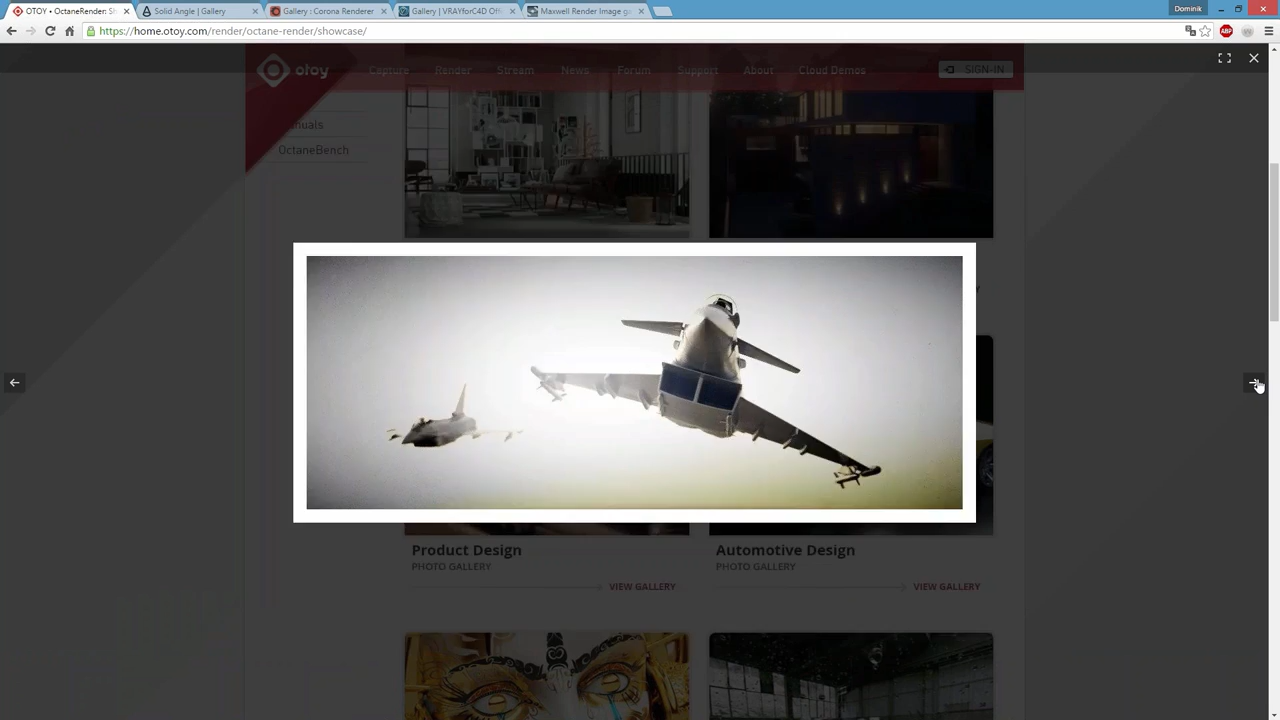 OTOY • OctaneRender: Sh
Solid Angle | Gallery
Gallery : Corona Renderer
Gallery | VRAYforC4D Offi
Maxwell Render Image ga
Dominik
https://home.otoy.com/render/octane-render/showcase/
otoy
Capture
Render
Stream
News
Forum
Support
About
Cloud Demos
SIGN-IN
OctaneBench
Product Design
PHOTO GALLERY
VIEW GALLERY
Automotive Design
PHOTO GALLERY
VIEW GALLERY